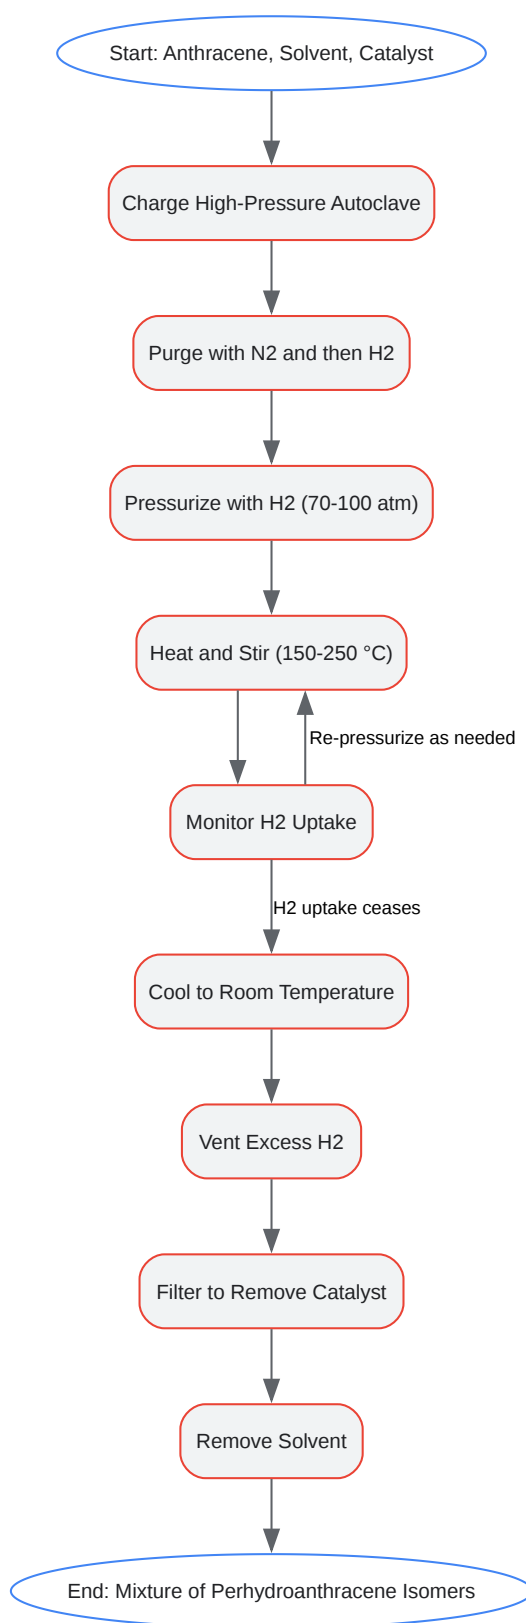 Start: Anthracene, Solvent, Catalyst
Charge High-Pressure Autoclave
Purge with N2 and then H2
Pressurize with H2 (70-100 atm)
Heat and Stir (150-250 °C)
Re-pressurize as needed
Monitor H2 Uptake
H2 uptake ceases
Cool to Room Temperature
Vent Excess H2
Filter to Remove Catalyst
Remove Solvent
End: Mixture of Perhydroanthracene Isomers